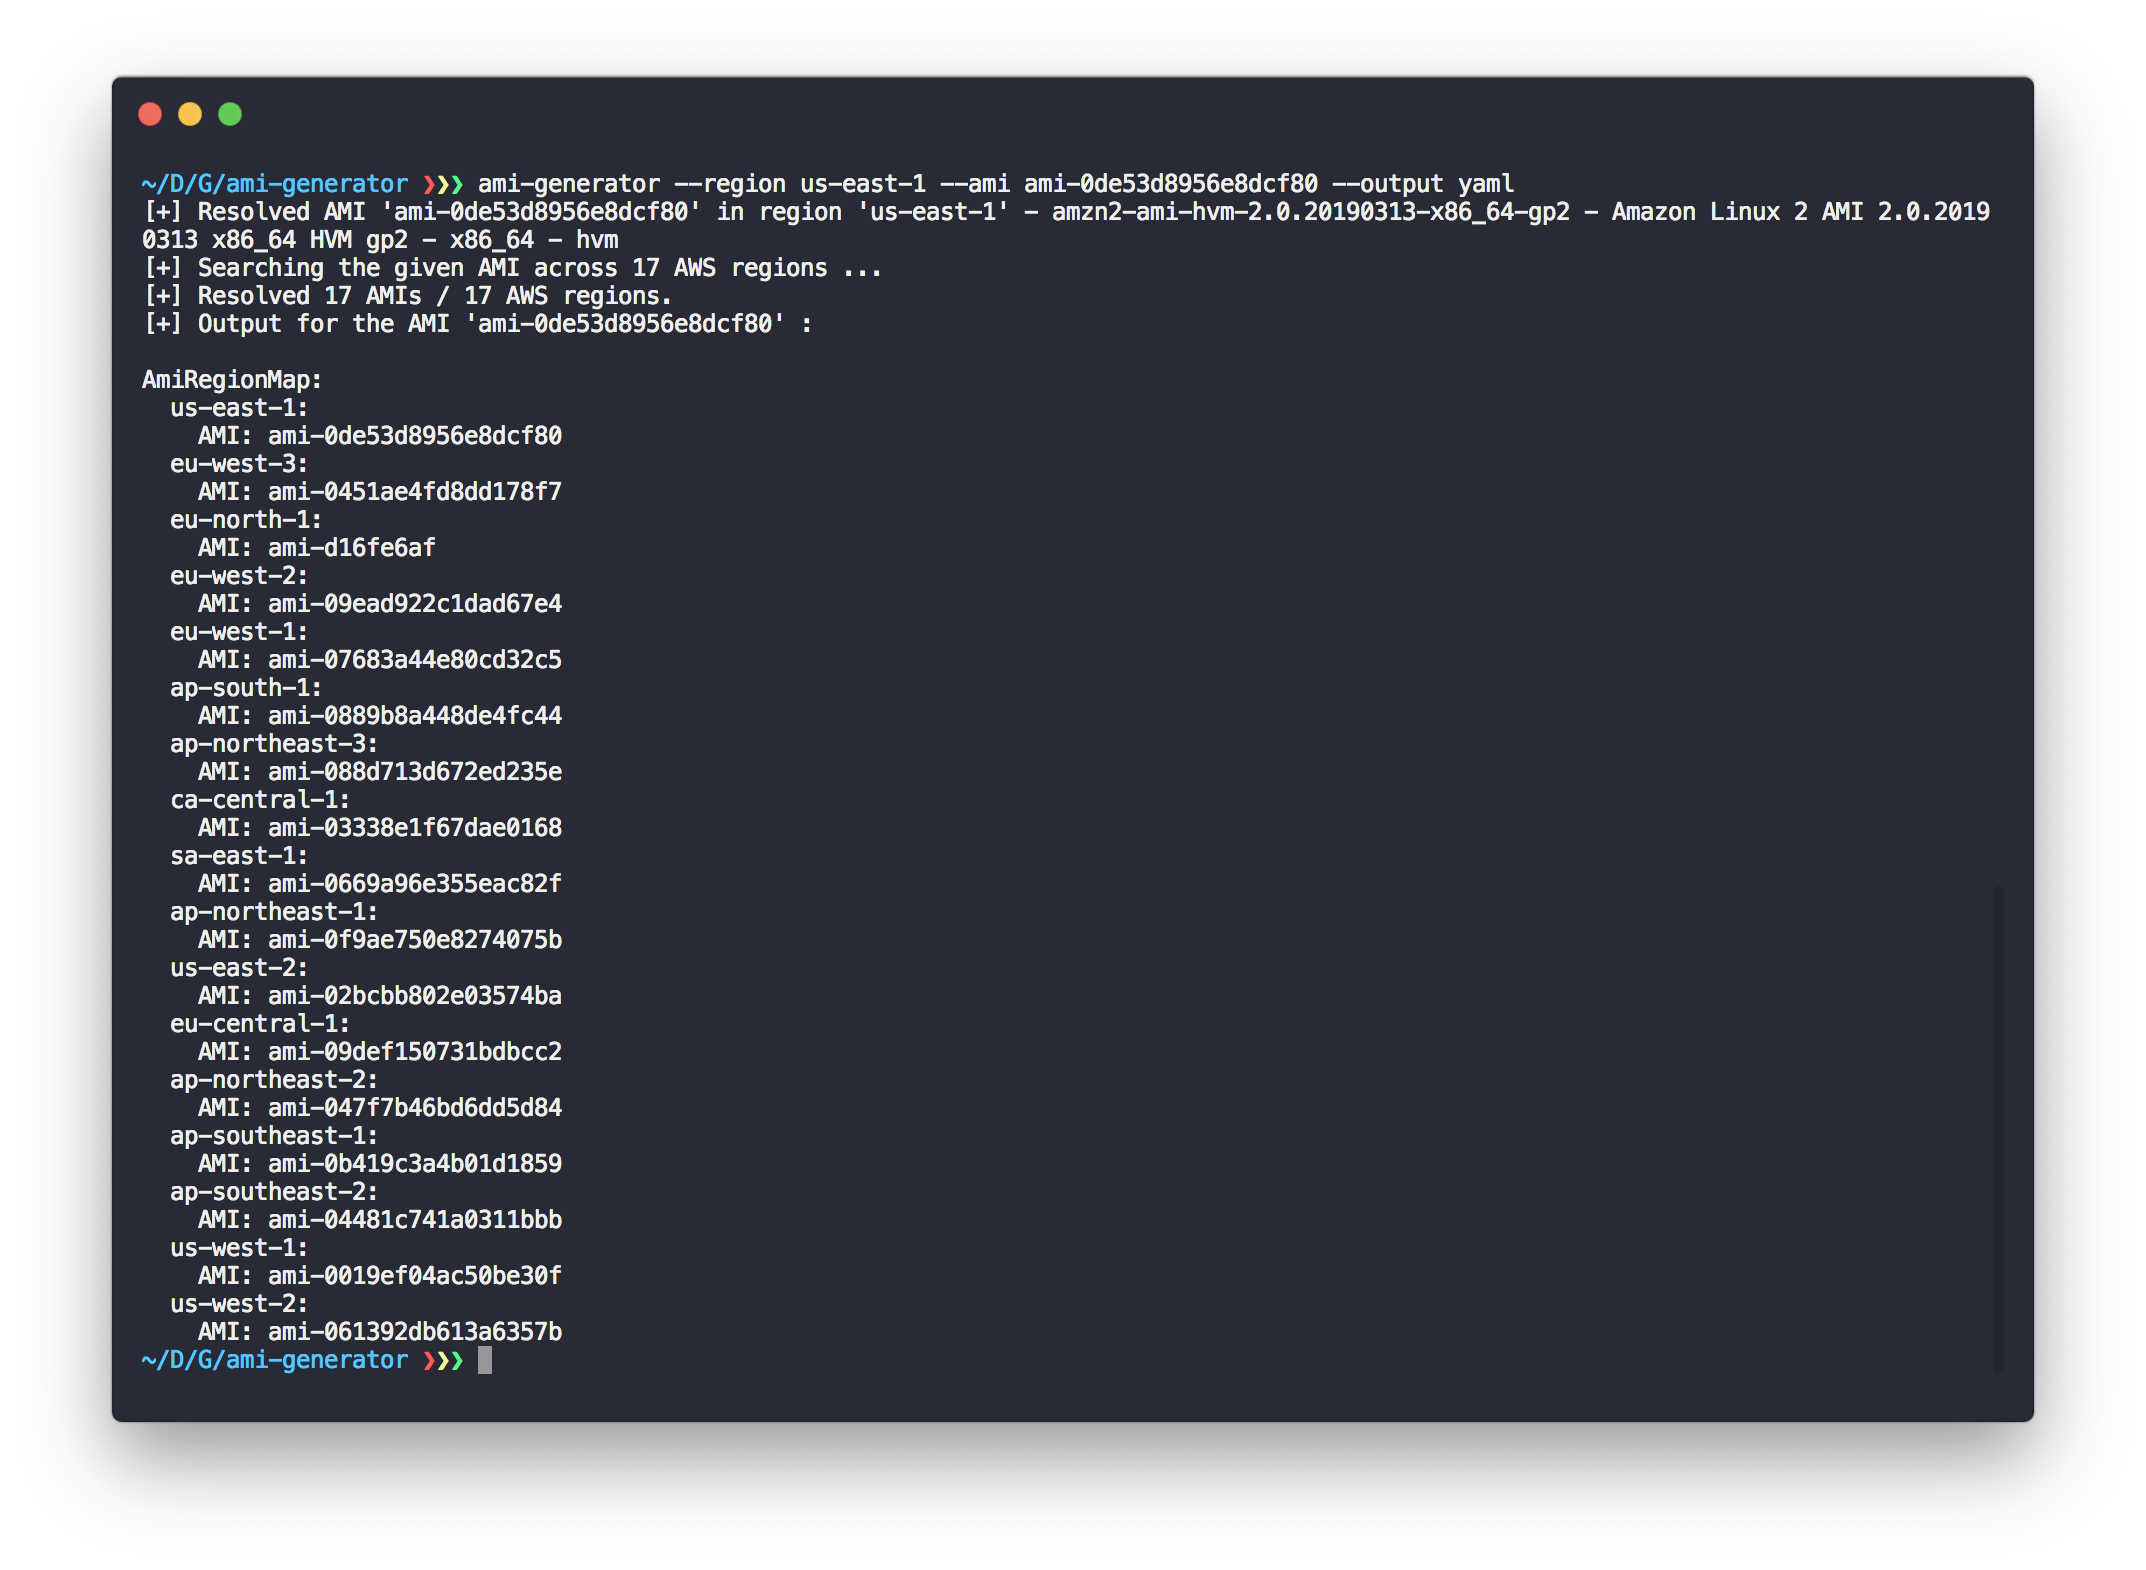 ~/D/G/ami-generator ❯❯❯ ami-generator --region us-east-1 --ami ami-0de53d8956e8dcf80 --output yaml
[+] Resolved AMI 'ami-0de53d8956e8dcf80' in region 'us-east-1' - amzn2-ami-hvm-2.0.20190313-x86_64-gp2 - Amazon Linux 2 AMI 2.0.2019
0313 x86_64 HVM gp2 - x86_64 - hvm
[+] Searching the given AMI across 17 AWS regions ...
[+] Resolved 17 AMIs / 17 AWS regions.
[+] Output for the AMI 'ami-0de53d8956e8dcf80' :

AmiRegionMap:
  us-east-1:
    AMI: ami-0de53d8956e8dcf80
  eu-west-3:
    AMI: ami-0451ae4fd8dd178f7
  eu-north-1:
    AMI: ami-d16fe6af
  eu-west-2:
    AMI: ami-09ead922c1dad67e4
  eu-west-1:
    AMI: ami-07683a44e80cd32c5
  ap-south-1:
    AMI: ami-0889b8a448de4fc44
  ap-northeast-3:
    AMI: ami-088d713d672ed235e
  ca-central-1:
    AMI: ami-03338e1f67dae0168
  sa-east-1:
    AMI: ami-0669a96e355eac82f
  ap-northeast-1:
    AMI: ami-0f9ae750e8274075b
  us-east-2:
    AMI: ami-02bcbb802e03574ba
  eu-central-1:
    AMI: ami-09def150731bdbcc2
  ap-northeast-2:
    AMI: ami-047f7b46bd6dd5d84
  ap-southeast-1:
    AMI: ami-0b419c3a4b01d1859
  ap-southeast-2:
    AMI: ami-04481c741a0311bbb
  us-west-1:
    AMI: ami-0019ef04ac50be30f
  us-west-2:
    AMI: ami-061392db613a6357b
~/D/G/ami-generator ❯❯❯